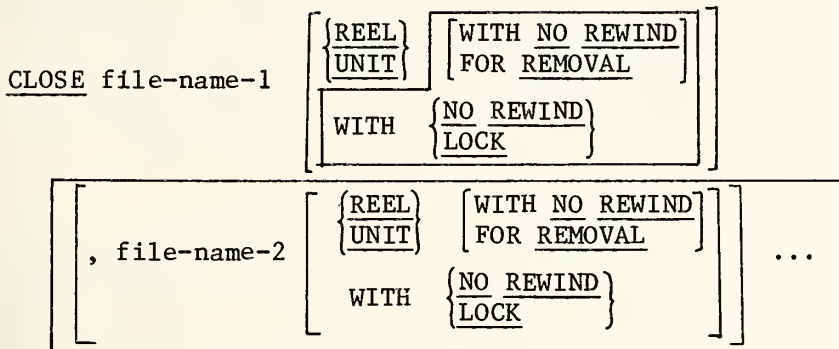 {REEL} [WITH NO REWIND]
{UNIT} [FOR REMOVAL]
CLOSE file-name-1
WITH {NO REWIND}
{LOCK}
{REEL} [WITH NO REWIND]
{UNIT} [FOR REMOVAL]
, file-name-2 ...
WITH {NO REWIND}
{LOCK}